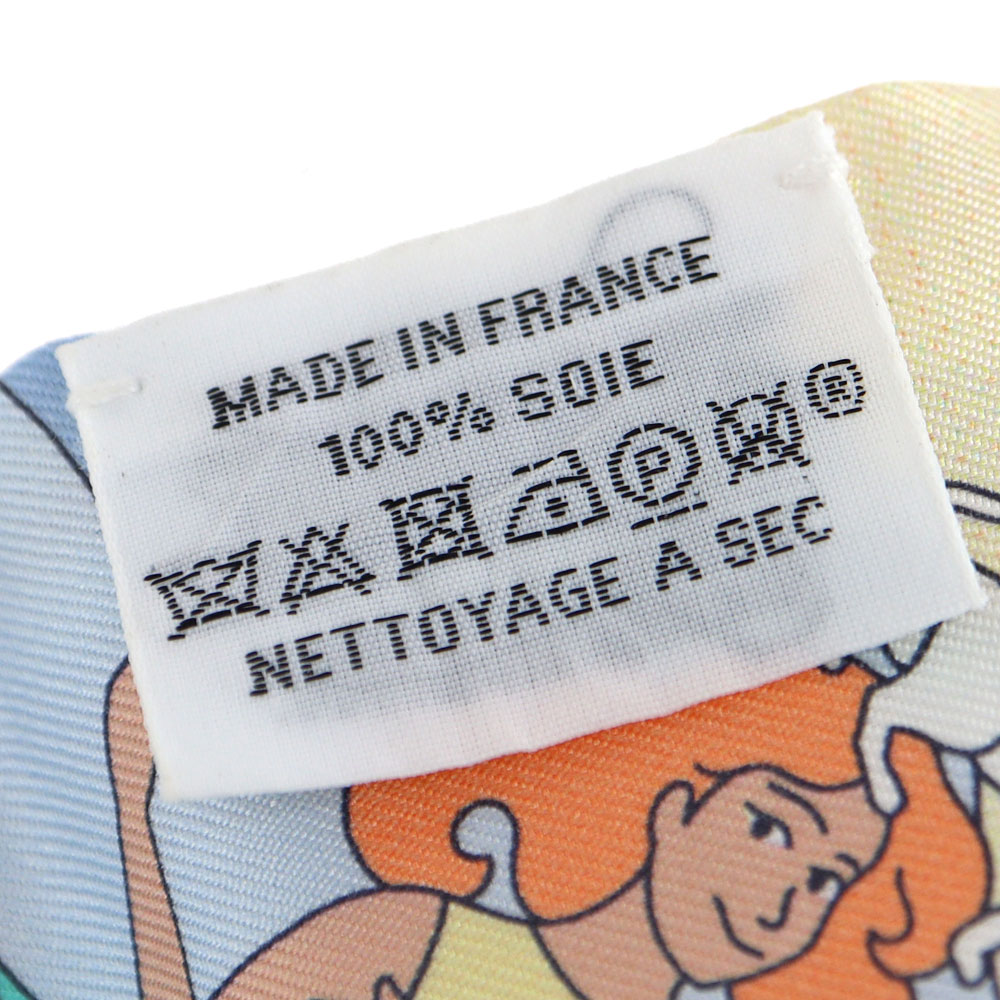 MADE IN FRANCE
100% SOIE
P W ®
NETTOYAGE A SEC